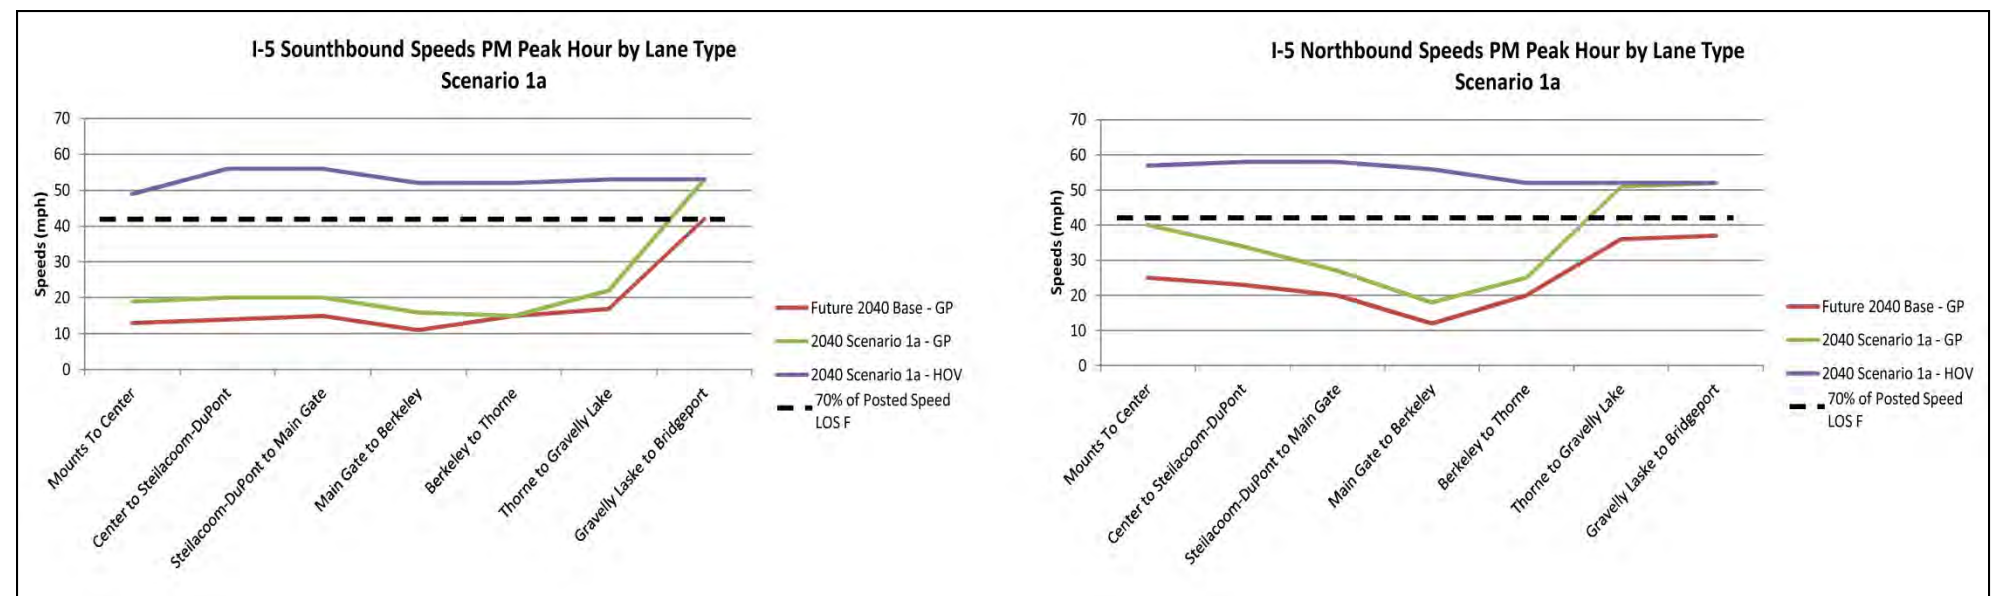 I-5 Sounthbound Speeds PM Peak Hour by Lane Type
Scenario 1a
70
60
50
40
30
20
10
0
Speeds (mph)
Mounts To Center
Center to Steilacoom-DuPont
Steilacoom-DuPont to Main Gate
Main Gate to Berkeley
Berkeley to Thorne
Thorne to Gravelly Lake
Gravelly Laske to Bridgeport
Future 2040 Base - GP
2040 Scenario 1a - GP
2040 Scenario 1a - HOV
70% of Posted Speed
LOS F
I-5 Northbound Speeds PM Peak Hour by Lane Type
Scenario 1a
70
60
50
40
30
20
10
0
Speeds (mph)
Mounts To Center
Center to Steilacoom-DuPont
Steilacoom-DuPont to Main Gate
Main Gate to Berkeley
Berkeley to Thorne
Thorne to Gravelly Lake
Gravelly Laske to Bridgeport
Future 2040 Base - GP
2040 Scenario 1a - GP
2040 Scenario 1a - HOV
70% of Posted Speed
LOS F